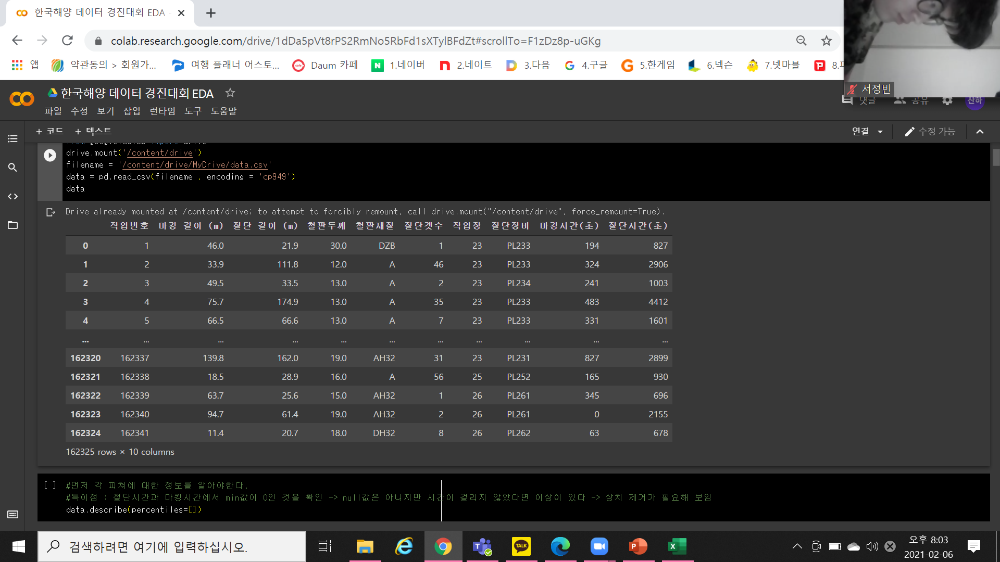 한국해양 데이터 경진대회 EDA
colab.research.google.com/drive/1dDa5pVt8rPS2RmNo5RbFd1sXTylBFdZt#scrollTo=F1zDz8p-uGKg
앱 약관동의 > 회원가... 여행 플래너 어스토... Daum 카페 1.네이버 2.네이트 3.다음 4.구글 5.한게임 6.넥슨 7.넷마블
서정빈
한국해양 데이터 경진대회 EDA
댓글 공유 산하
파일 수정 보기 삽입 런타임 도구 도움말
+ 코드 + 텍스트 연결 수정 가능
from google.colab import drive
drive.mount('/content/drive')
filename = '/content/drive/MyDrive/data.csv'
data = pd.read_csv(filename , encoding = 'cp949')
data
Drive already mounted at /content/drive; to attempt to forcibly remount, call drive.mount("/content/drive", force_remount=True).
작업번호 마킹 길이 (m) 절단 길이 (m) 철판두께 철판재질 절단갯수 작업장 절단장비 마킹시간(초) 절단시간(초)
0 1 46.0 21.9 30.0 DZB 1 23 PL233 194 827
1 2 33.9 111.8 12.0 A 46 23 PL233 324 2906
2 3 49.5 33.5 13.0 A 2 23 PL234 241 1003
3 4 75.7 174.9 13.0 A 35 23 PL233 483 4412
4 5 66.5 66.6 13.0 A 7 23 PL233 331 1601
... ... ... ... ... ... ... ... ... ... ...
162320 162337 139.8 162.0 19.0 AH32 31 23 PL231 827 2899
162321 162338 18.5 28.9 16.0 A 56 25 PL252 165 930
162322 162339 63.7 25.6 15.0 AH32 1 26 PL261 345 696
162323 162340 94.7 61.4 19.0 AH32 2 26 PL261 0 2155
162324 162341 11.4 20.7 18.0 DH32 8 26 PL262 63 678
162325 rows × 10 columns
[ ] #먼저 각 피쳐에 대한 정보를 알아야한다.
#특이점 : 절단시간과 마킹시간에서 min값이 0인 것을 확인 -> null값은 아니지만 시간이 걸리지 않았다면 이상이 있다 -> 상치 제거가 필요해 보임
data.describe(percentiles=[])
검색하려면 여기에 입력하십시오.
TALK
오후 8:03
2021-02-06